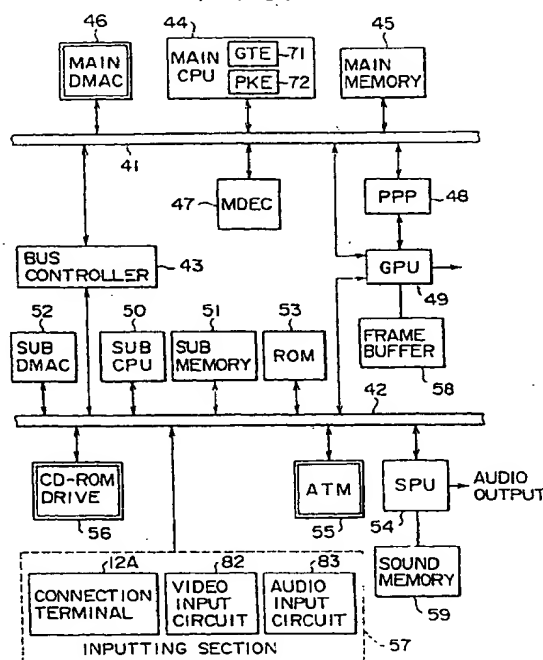 46
44
45
MAIN
DMAC
MAIN
CPU
GTE
71
PKE
72
MAIN
MEMORY
41
47
MDEC
PPP
48
BUS
CONTROLLER
43
GPU
49
52
50
51
53
SUB
DMAC
SUB
CPU
SUB
MEMORY
ROM
FRAME
BUFFER
58
42
CD-ROM
DRIVE
56
ATM
55
SPU
54
AUDIO
OUTPUT
SOUND
MEMORY
59
12A
82
83
CONNECTION
TERMINAL
VIDEO
INPUT
CIRCUIT
AUDIO
INPUT
CIRCUIT
INPUTTING SECTION
57